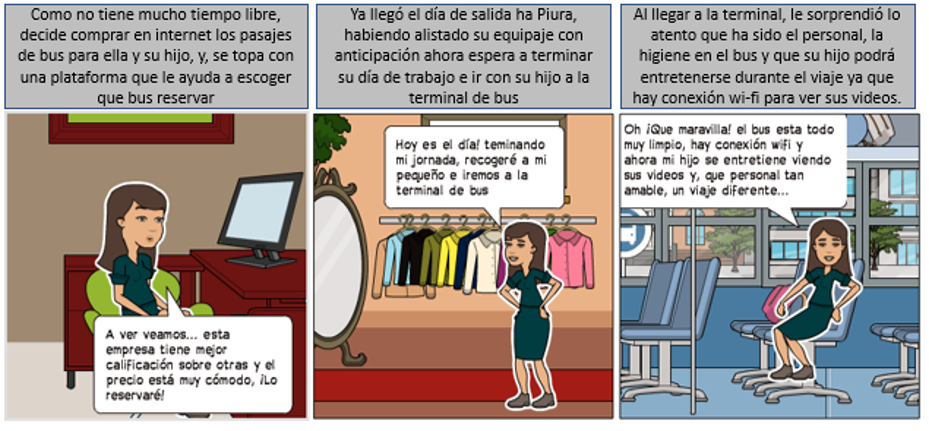 Como no tiene mucho tiempo libre,
decide comprar en internet los pasajes
de bus para ella y su hijo, y, se topa con
una plataforma que le ayuda a escoger
que bus reservar
A ver veamos... esta
empresa tiene mejor
calificación sobre otras y el
precio está muy cómodo, ¡Lo
reservaré!
Ya llegó el día de salida ha Piura,
habiendo alistado su equipaje con
anticipación ahora espera a terminar
su día de trabajo e ir con su hijo a la
terminal de bus
Hoy es el día! teminando
mi jornada, recogeré a mi
pequeño e iremos a la
terminal de bus
Al llegar a la terminal, le sorprendió lo
atento que ha sido el personal, la
higiene en el bus y que su hijo podrá
entretenerse durante el viaje ya que
hay conexión wi-fi para ver sus videos.
Oh ¡Que maravilla! el bus esta todo
muy limpio, hay conexión wifi y
ahora mi hijo se entretiene viendo
sus videos y, que personal tan
amable, un viaje diferente...